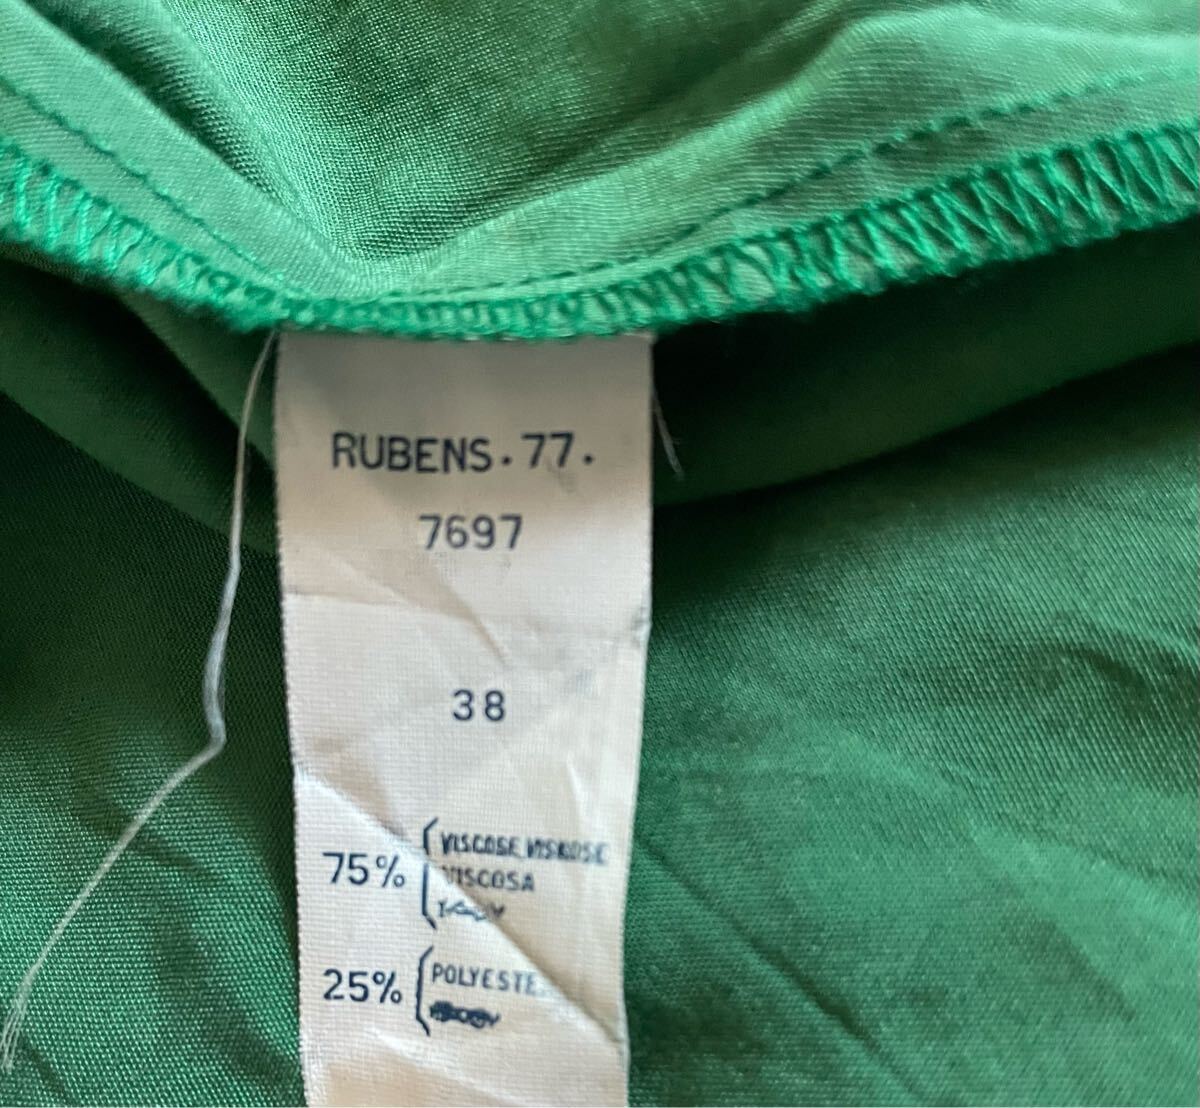 RUBENS.77.
7697
38
75% VISCOSE VISKOSE
VISCOSA
25% POLYESTE